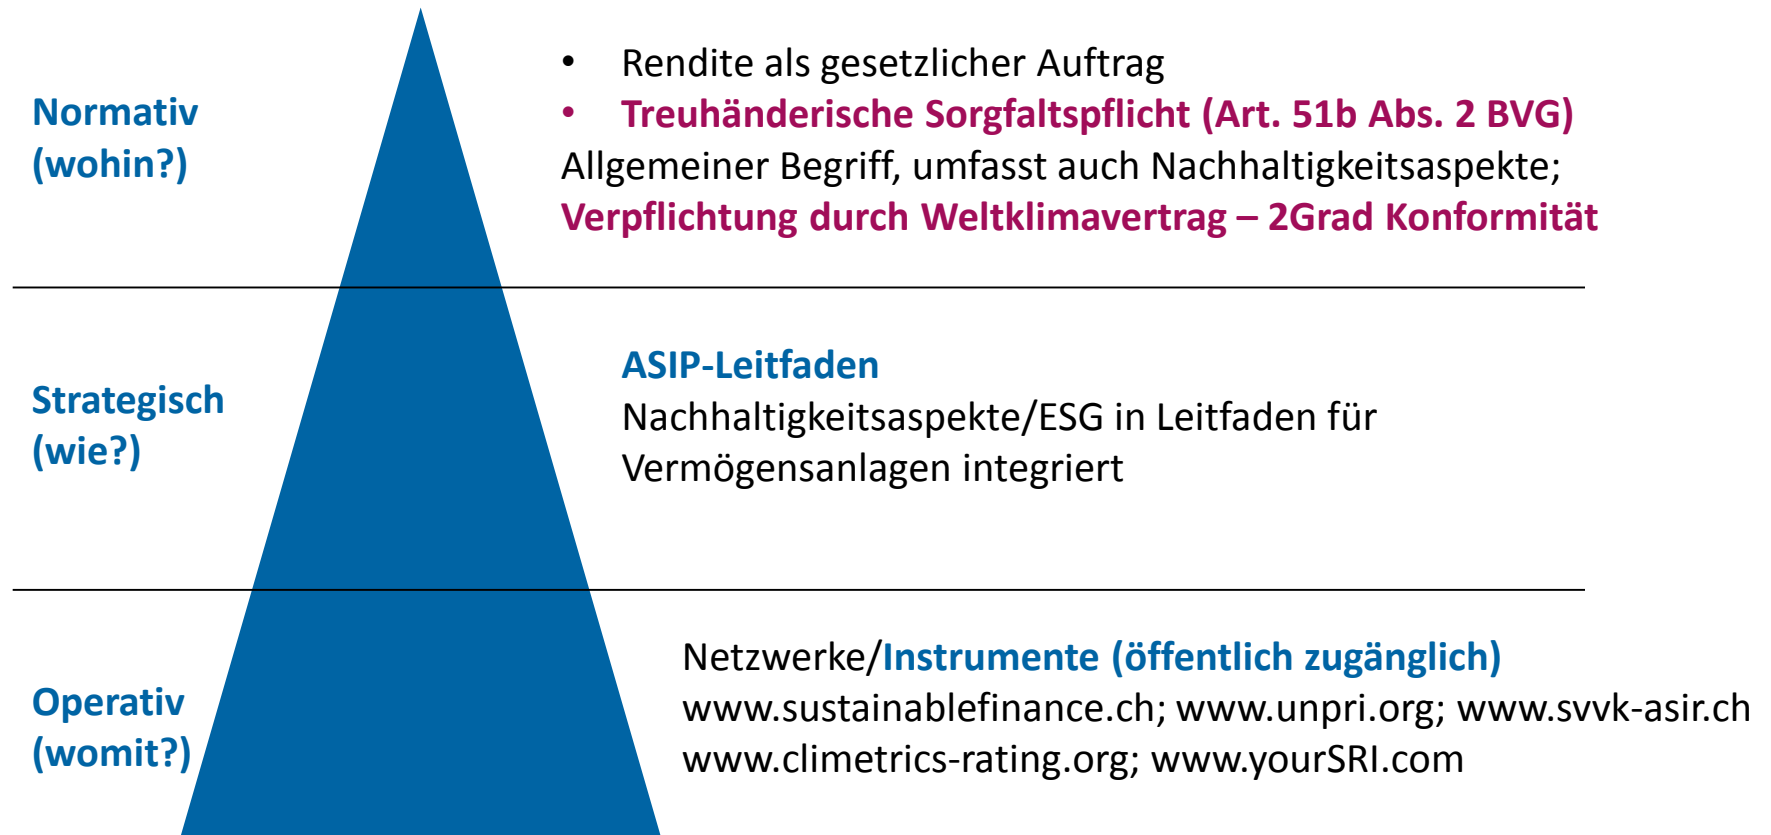 Normativ
(wohin?)
• Rendite als gesetzlicher Auftrag
• Treuhänderische Sorgfaltspflicht (Art. 51b Abs. 2 BVG)
Allgemeiner Begriff, umfasst auch Nachhaltigkeitsaspekte;
Verpflichtung durch Weltklimavertrag – 2Grad Konformität
Strategisch
(wie?)
ASIP-Leitfaden
Nachhaltigkeitsaspekte/ESG in Leitfaden für
Vermögensanlagen integriert
Operativ
(womit?)
Netzwerke/Instrumente (öffentlich zugänglich)
www.sustainablefinance.ch; www.unpri.org; www.svvk-asir.ch
www.climetrics-rating.org; www.yourSRI.com